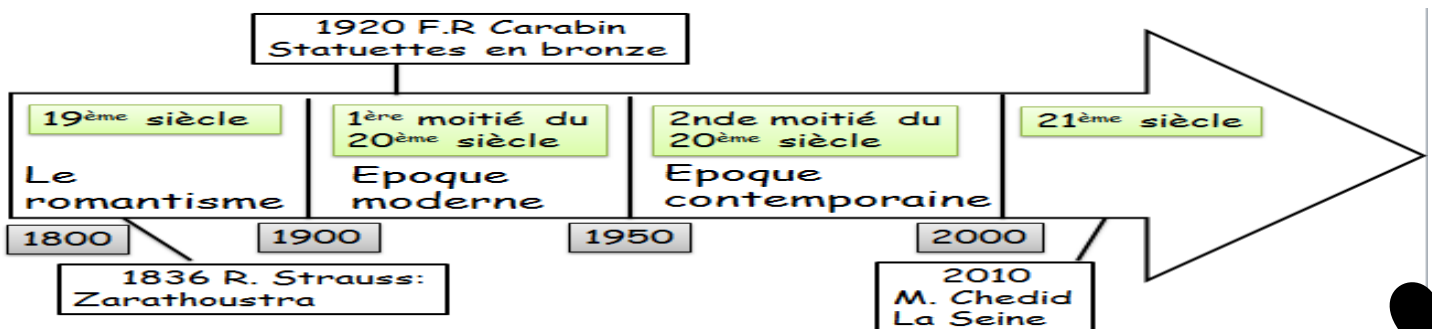 1920 F.R Carabin
Statuettes en bronze
19ème siècle
1ère moitié du
20ème siècle
2nde moitié du
20ème siècle
21ème siècle
Le
romantisme
Epoque
moderne
Epoque
contemporaine
1800
1900
1950
2000
1836 R. Strauss:
Zarathoustra
2010
M. Chedid
La Seine